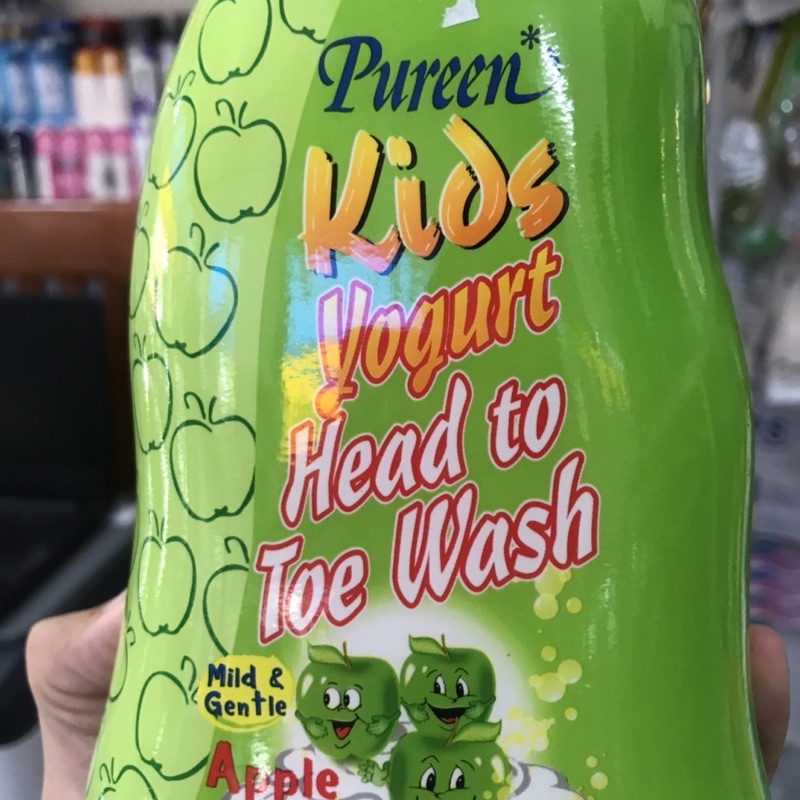 Pureen*
Kids
Yogurt
Head to
Toe Wash
Mild &
Gentle
Apple